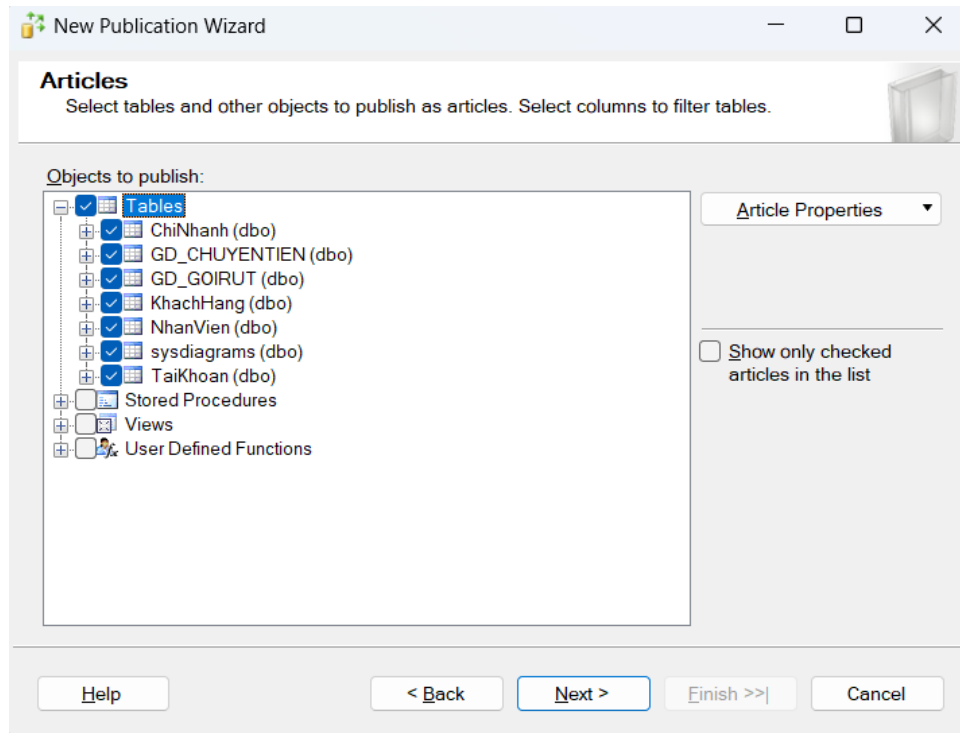 New Publication Wizard
Articles
Select tables and other objects to publish as articles. Select columns to filter tables.
Objects to publish:
Tables
ChiNhanh (dbo)
GD_CHUYENTIEN (dbo)
GD_GOIRUT (dbo)
KhachHang (dbo)
NhanVien (dbo)
sysdiagrams (dbo)
TaiKhoan (dbo)
Stored Procedures
Views
User Defined Functions
Article Properties
Show only checked
articles in the list
Help
< Back
Next >
Finish >>|
Cancel